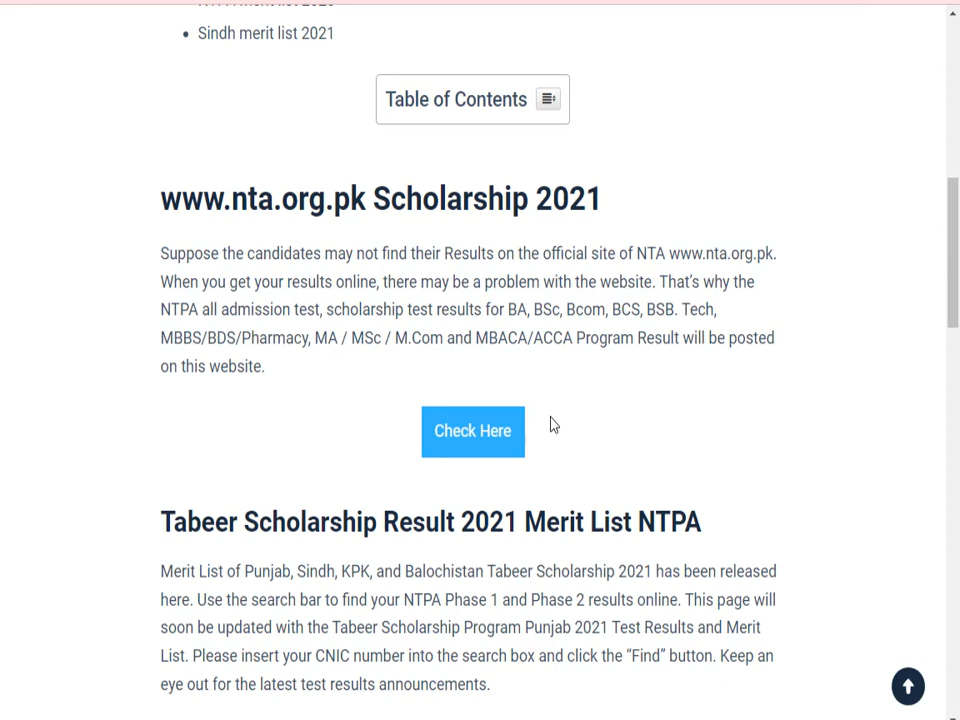 Sindh merit list 2021
Table of Contents
www.nta.org.pk Scholarship 2021
Suppose the candidates may not find their Results on the official site of NTA www.nta.org.pk.
When you get your results online, there may be a problem with the website. That’s why the
NTPA all admission test, scholarship test results for BA, BSc, Bcom, BCS, BSB. Tech,
MBBS/BDS/Pharmacy, MA / MSc / M.Com and MBACA/ACCA Program Result will be posted
on this website.
Check Here
Tabeer Scholarship Result 2021 Merit List NTPA
Merit List of Punjab, Sindh, KPK, and Balochistan Tabeer Scholarship 2021 has been released
here. Use the search bar to find your NTPA Phase 1 and Phase 2 results online. This page will
soon be updated with the Tabeer Scholarship Program Punjab 2021 Test Results and Merit
List. Please insert your CNIC number into the search box and click the “Find” button. Keep an
eye out for the latest test results announcements.